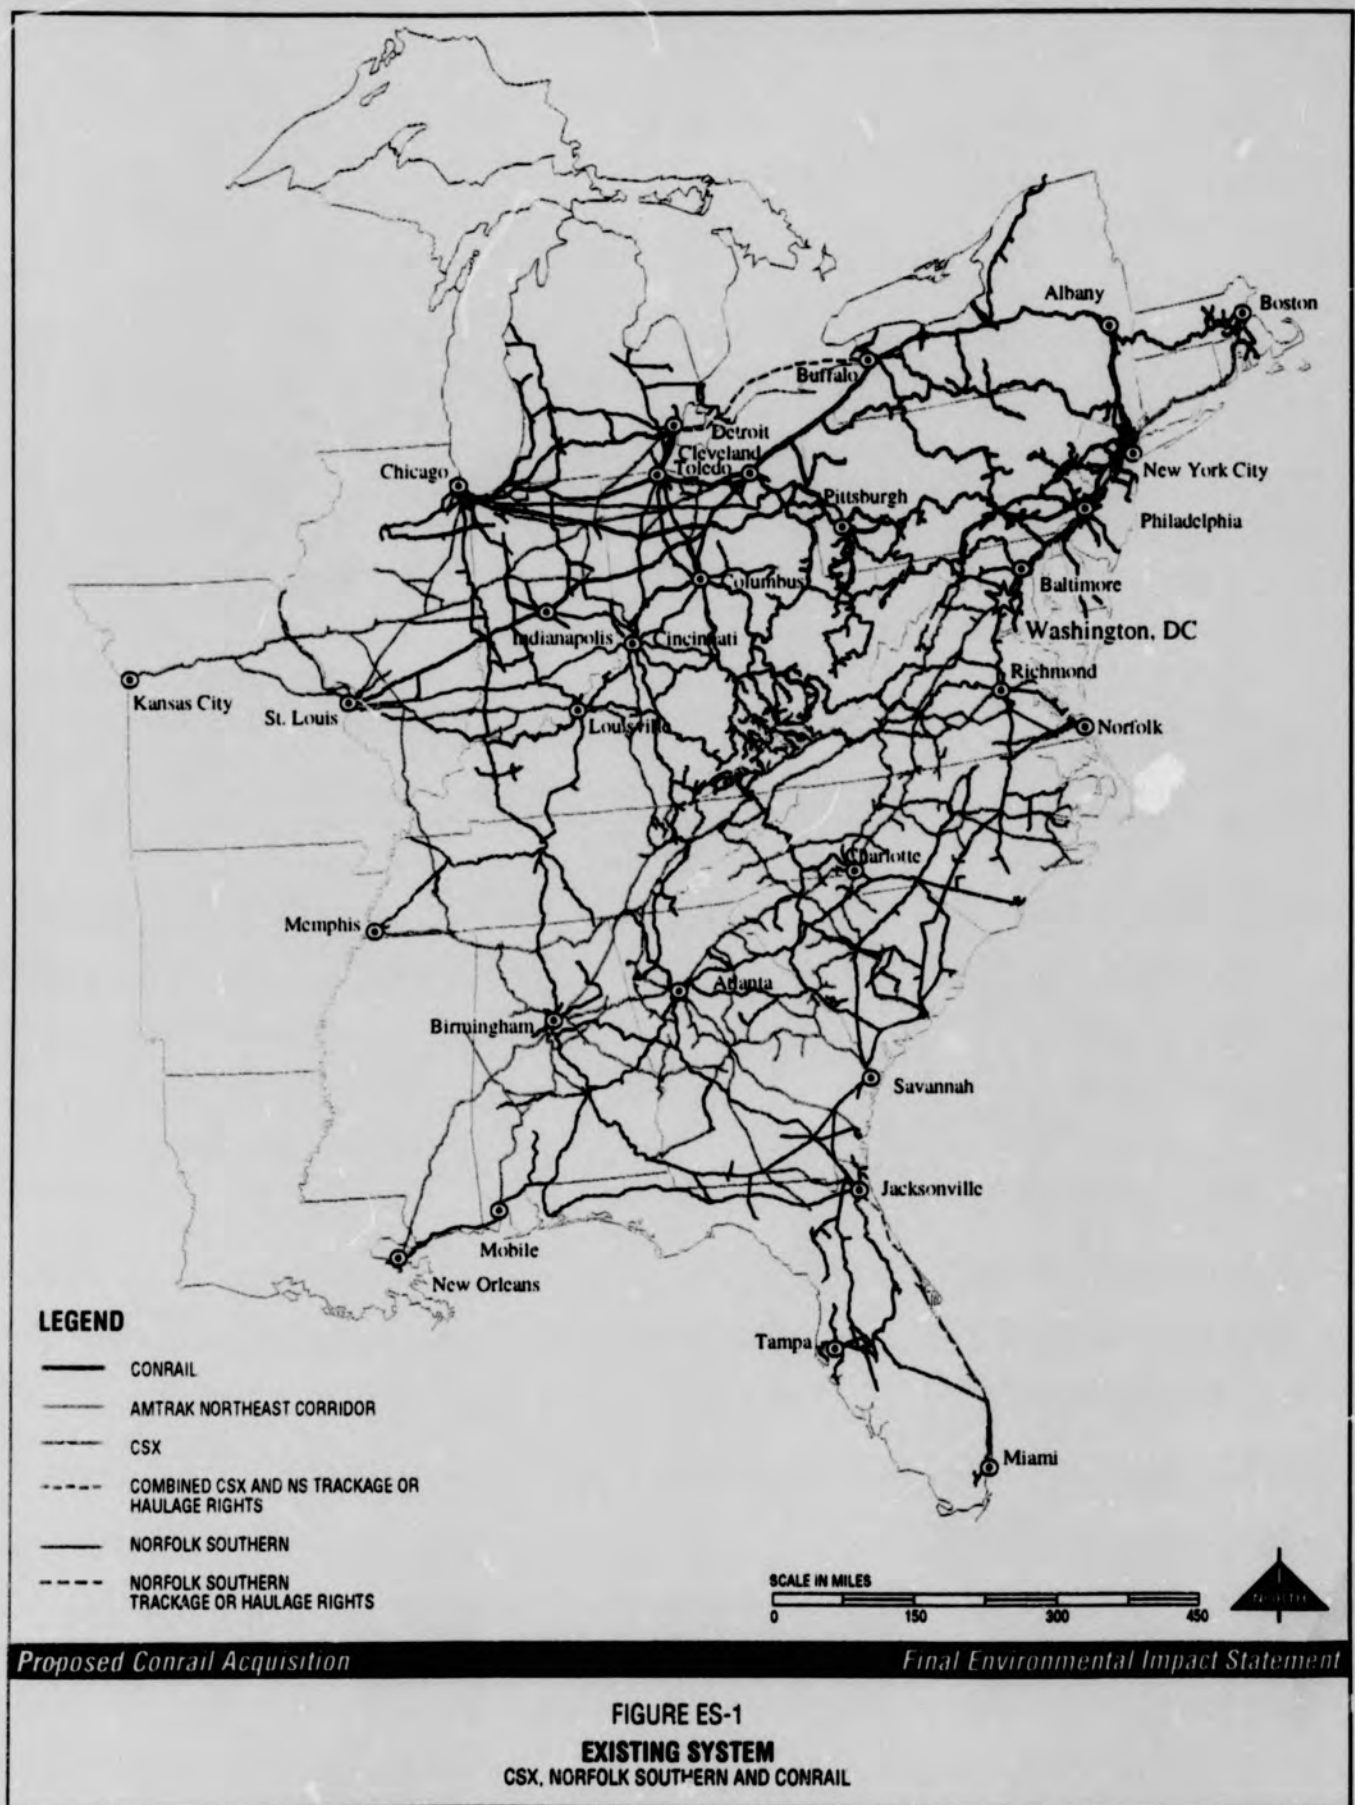 Albany
Boston
Buffalo
Detroit
Cleveland
Toledo
Chicago
New York City
Pittsburgh
Philadelphia
Columbus
Baltimore
Indianapolis
Cincinnati
Washington, DC
Richmond
Kansas City
St. Louis
Louisville
Norfolk
Charlotte
Memphis
Atlanta
Birmingham
Savannah
Jacksonville
Mobile
New Orleans
Tampa
Miami
LEGEND
CONRAIL
AMTRAK NORTHEAST CORRIDOR
CSX
COMBINED CSX AND NS TRACKAGE OR
HAULAGE RIGHTS
NORFOLK SOUTHERN
NORFOLK SOUTHERN
TRACKAGE OR HAULAGE RIGHTS
SCALE IN MILES
0 150 300 450
NORTH
Proposed Conrail Acquisition Final Environmental Impact Statement
FIGURE ES-1
EXISTING SYSTEM
CSX, NORFOLK SOUTHERN AND CONRAIL